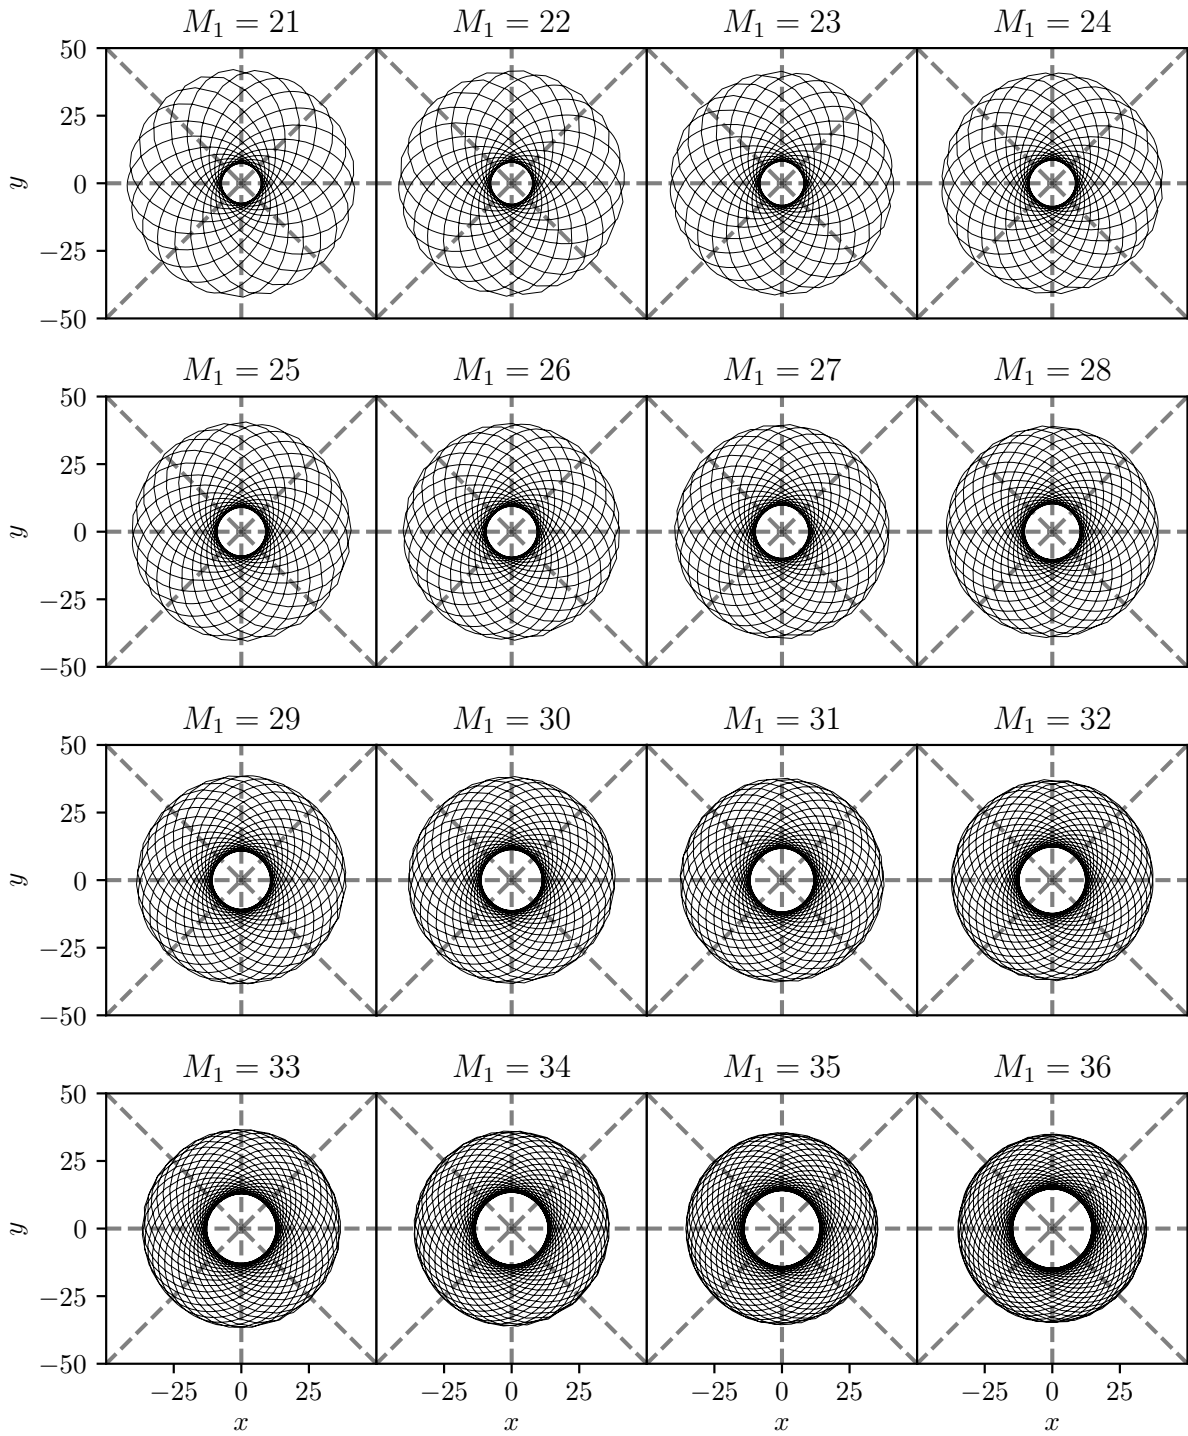 M₁ = 21 M₁ = 22 M₁ = 23 M₁ = 24
50
25
y
0
−25
−50
M₁ = 25 M₁ = 26 M₁ = 27 M₁ = 28
50
25
y
0
−25
−50
M₁ = 29 M₁ = 30 M₁ = 31 M₁ = 32
50
25
y
0
−25
−50
M₁ = 33 M₁ = 34 M₁ = 35 M₁ = 36
50
25
y
0
−25
−50
−25 0 25 −25 0 25 −25 0 25 −25 0 25
x x x x